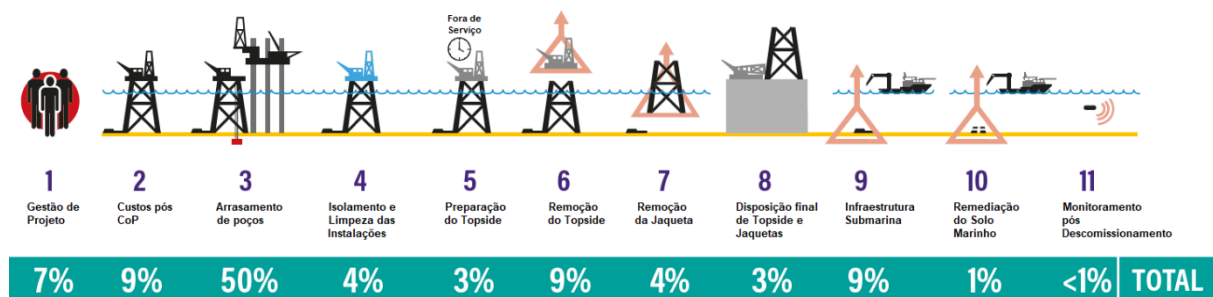 Fora de
Serviço
1 2 3 4 5 6 7 8 9 10 11
Gestão de
Projeto
Custos pós
CoP
Arrasamento
de poços
Isolamento e
Limpeza das
Instalações
Preparação
do Topside
Remoção
do Topside
Remoção
da Jaqueta
Disposição final
de Topside e
Jaquetas
Infraestrutura
Submarina
Remediação
do Solo
Marinho
Monitoramento
pós
Descomissionamento
7% 9% 50% 4% 3% 9% 4% 3% 9% 1% <1% TOTAL